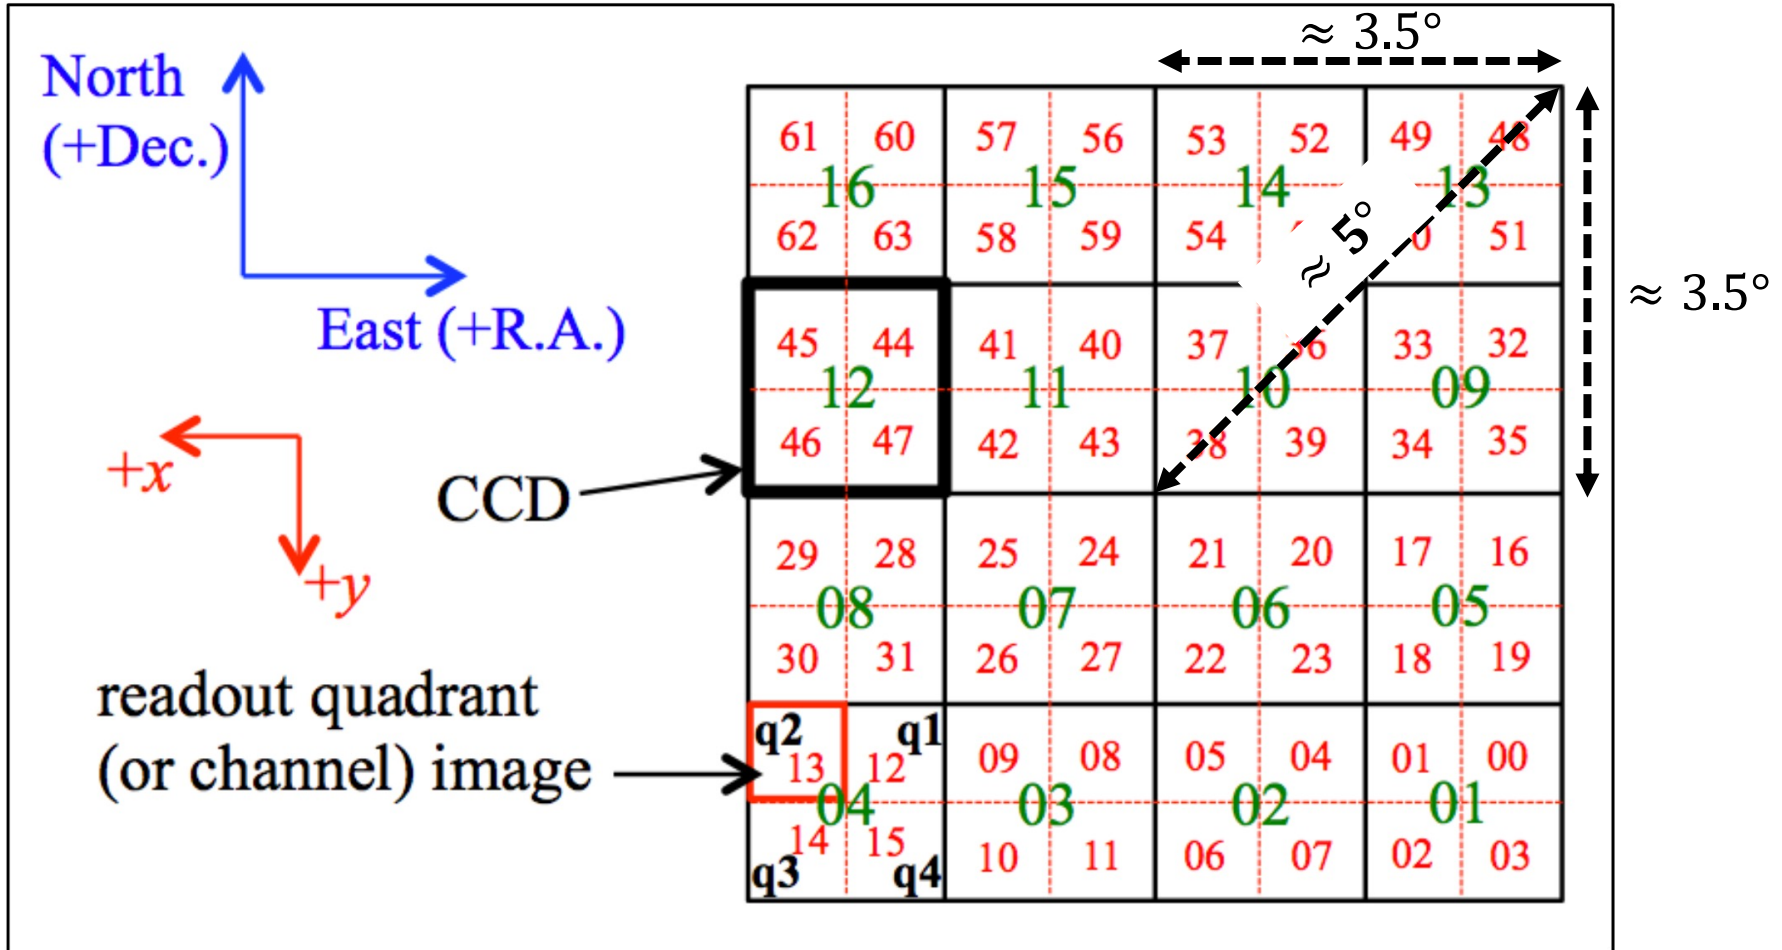 ≈ 3.5°
North
(+Dec.)
East (+R.A.)
+x
+y
CCD
readout quadrant
(or channel) image
61 60 57 56 53 52 49 48
16 15 14 13
62 63 58 59 54 51
≈ 5°
≈ 3.5°
45 44 41 40 37 33 32
12 11 10 09
46 47 42 43 38 39 34 35
29 28 25 24 21 20 17 16
08 07 06 05
30 31 26 27 22 23 18 19
q2 q1
13 12 09 08 05 04 01 00
04 03 02 01
14 15 10 11 06 07 02 03
q3 q4